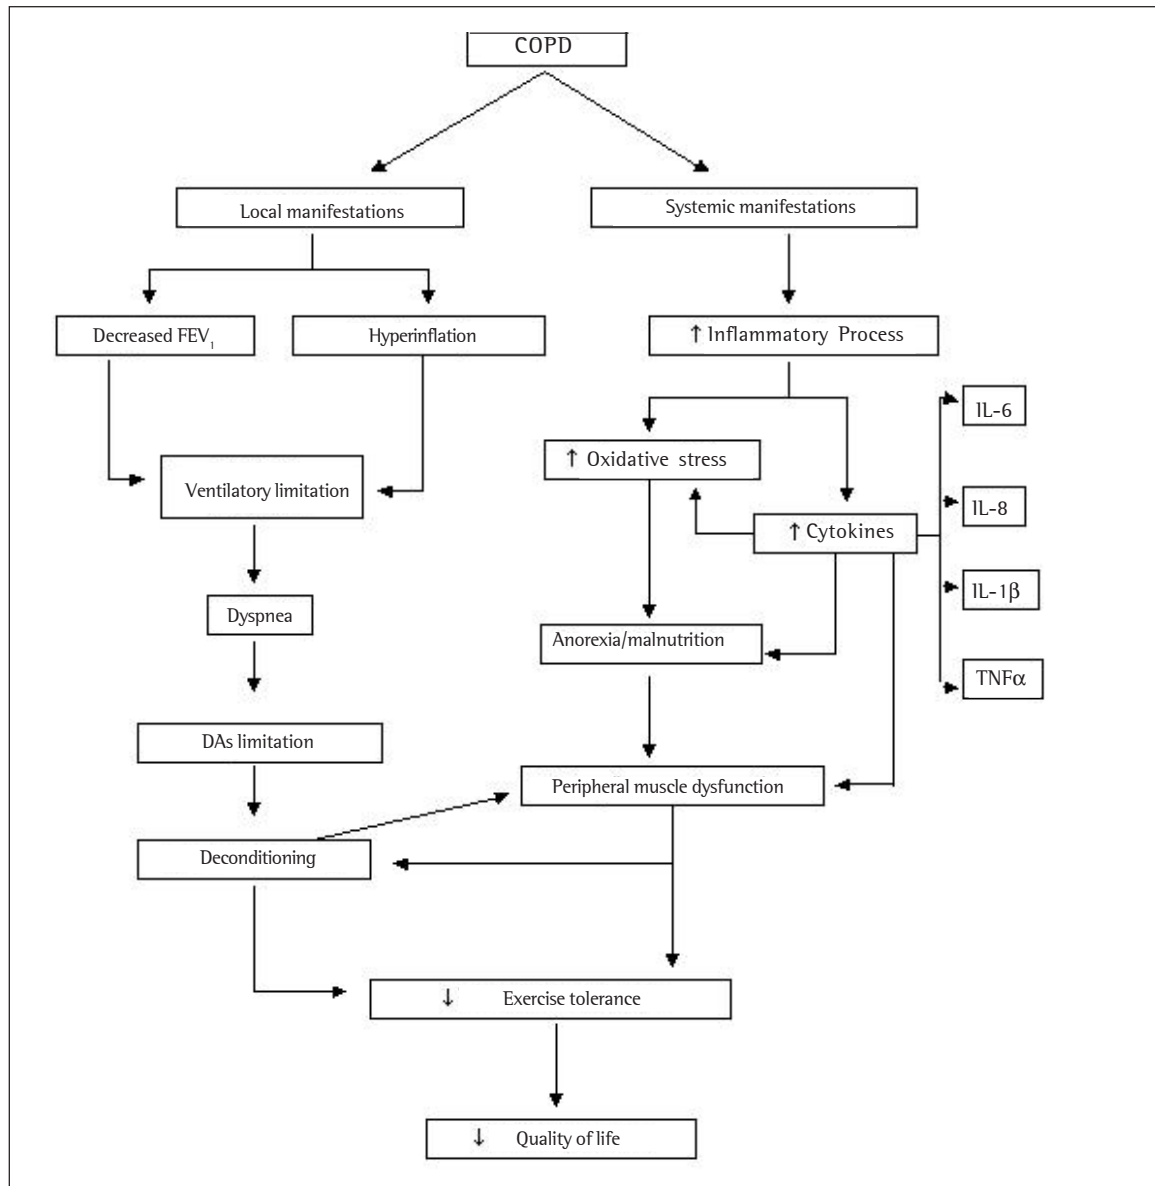 COPD
Local manifestations
Systemic manifestations
Decreased FEV₁
Hyperinflation
↑ Inflammatory Process
IL-6
↑ Oxidative stress
Ventilatory limitation
IL-8
↑ Cytokines
IL-1β
Dyspnea
Anorexia/malnutrition
TNFα
DAs limitation
Peripheral muscle dysfunction
Deconditioning
↓ Exercise tolerance
↓ Quality of life